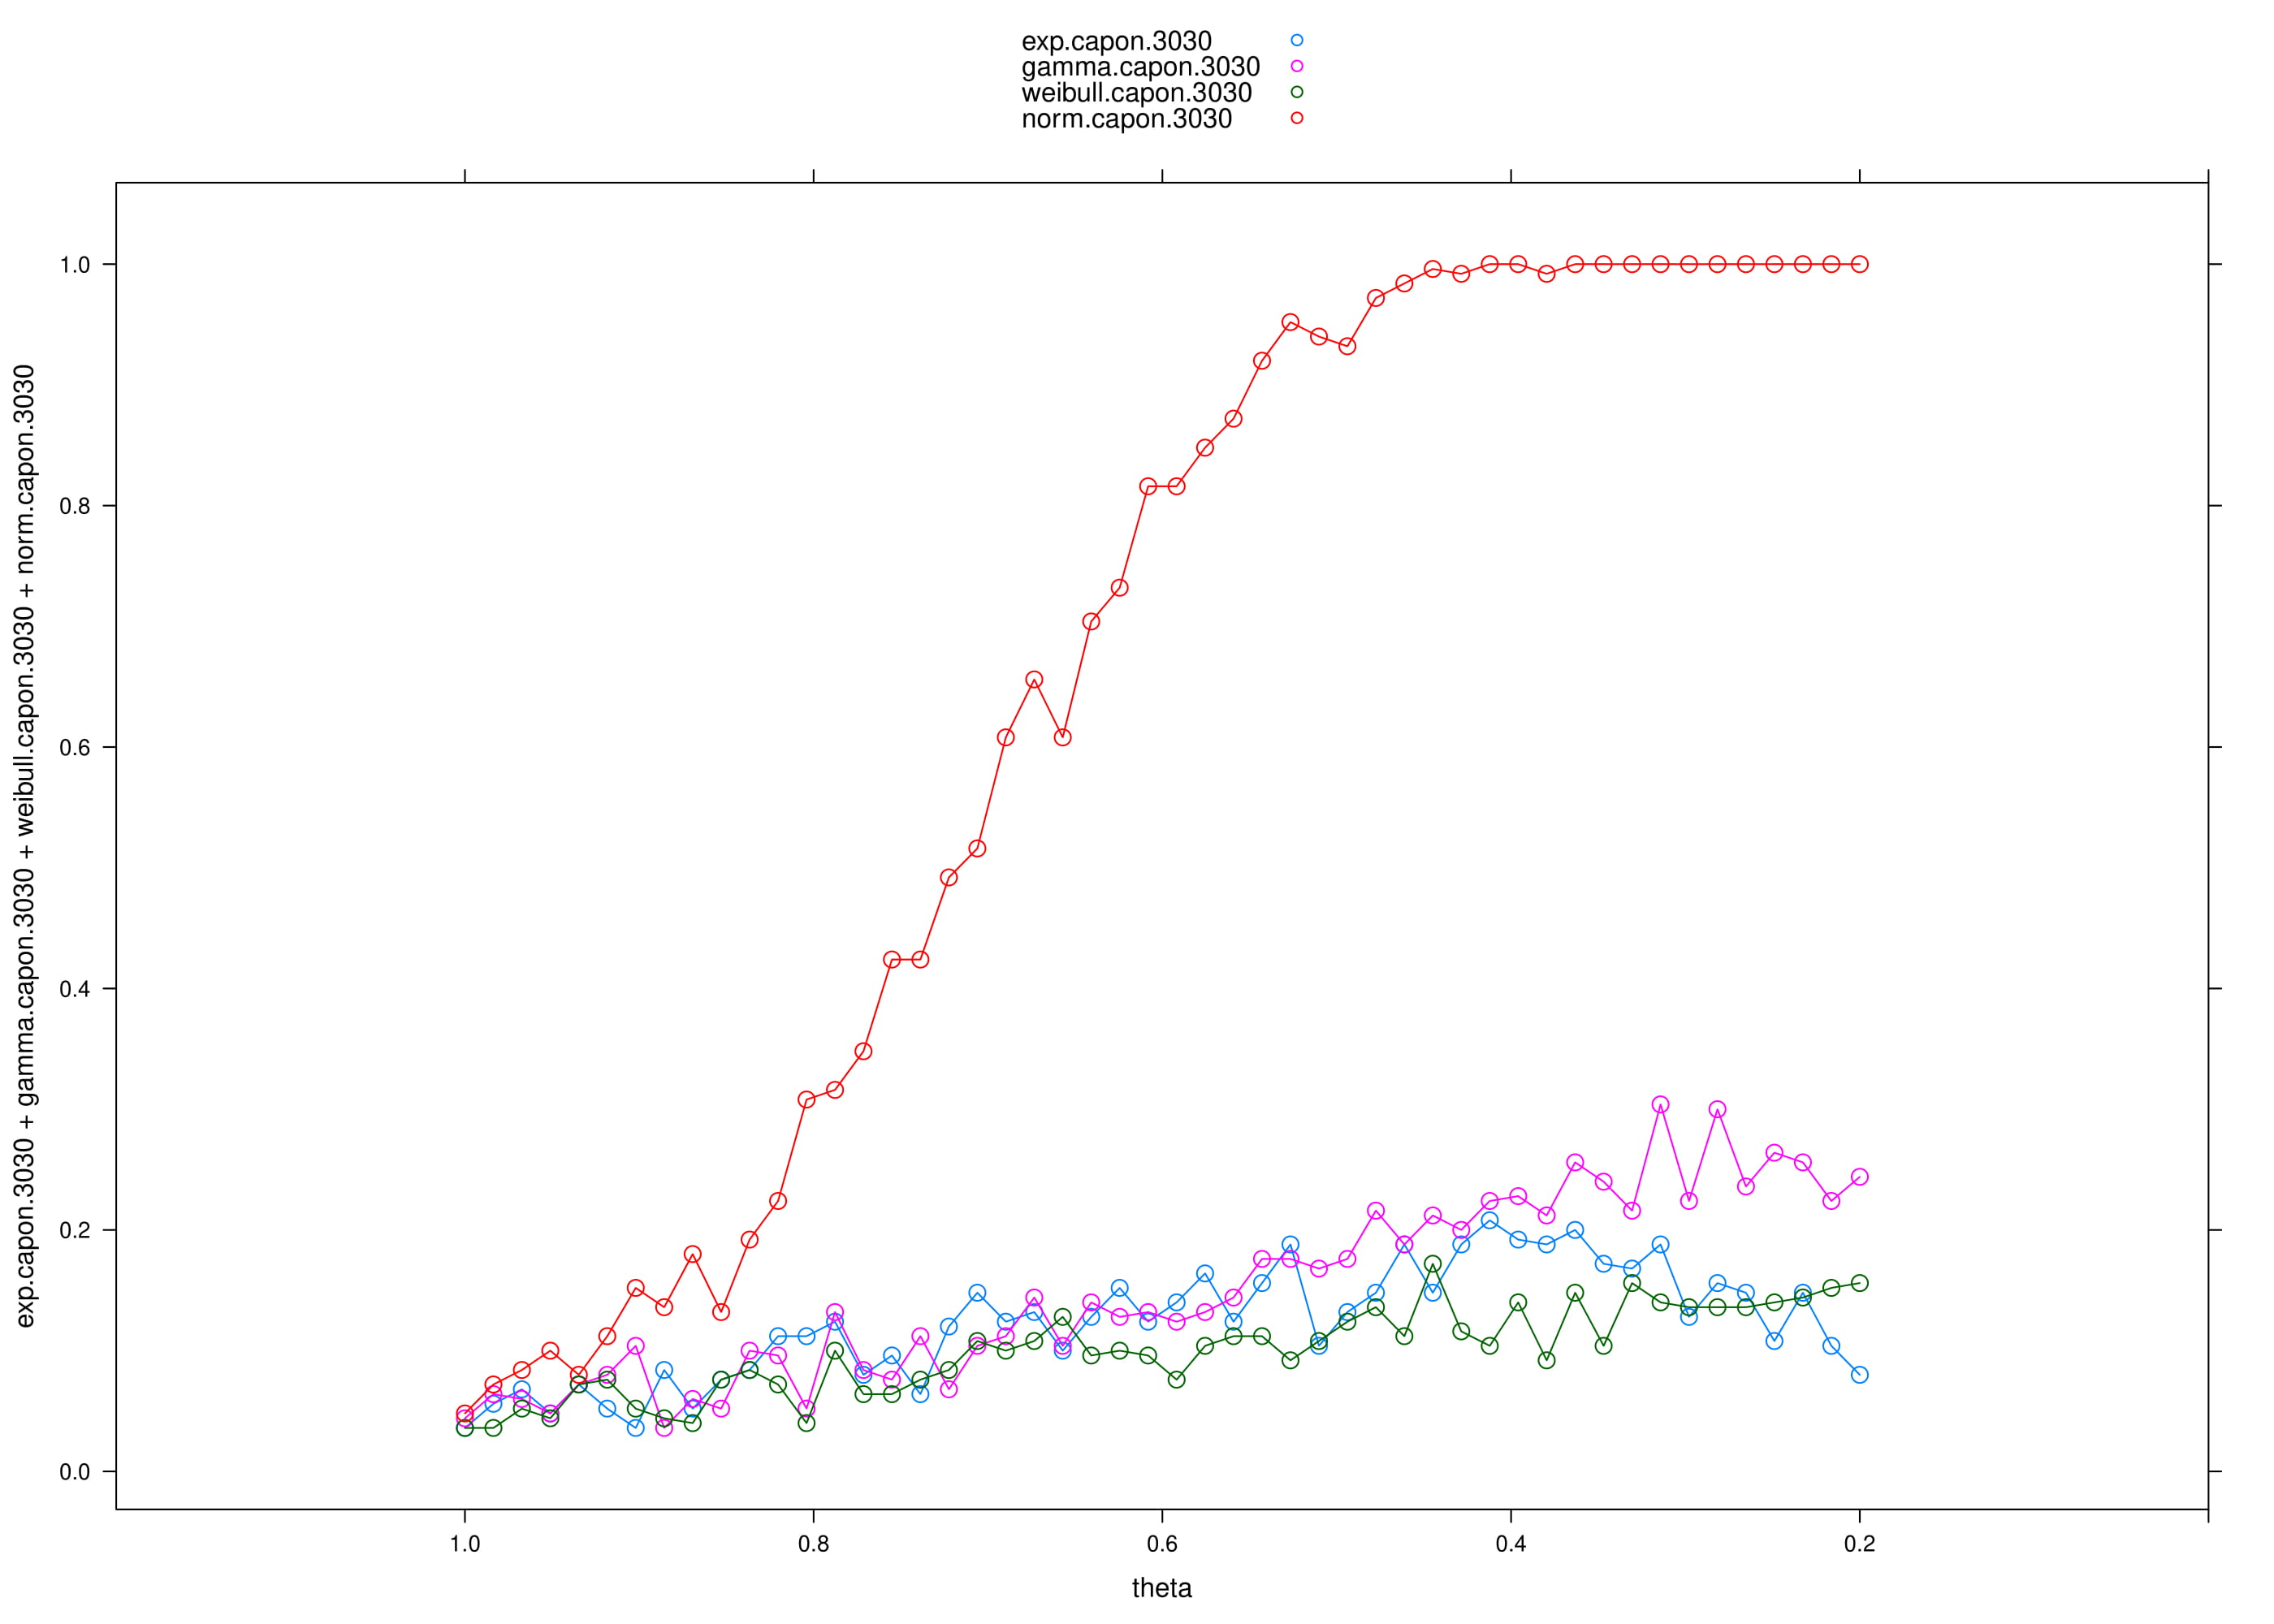 exp.capon.3030
gamma.capon.3030
weibull.capon.3030
norm.capon.3030
exp.capon.3030 + gamma.capon.3030 + weibull.capon.3030 + norm.capon.3030
1.0
0.8
0.6
0.4
0.2
0.0
1.0 0.8 0.6 0.4 0.2
theta